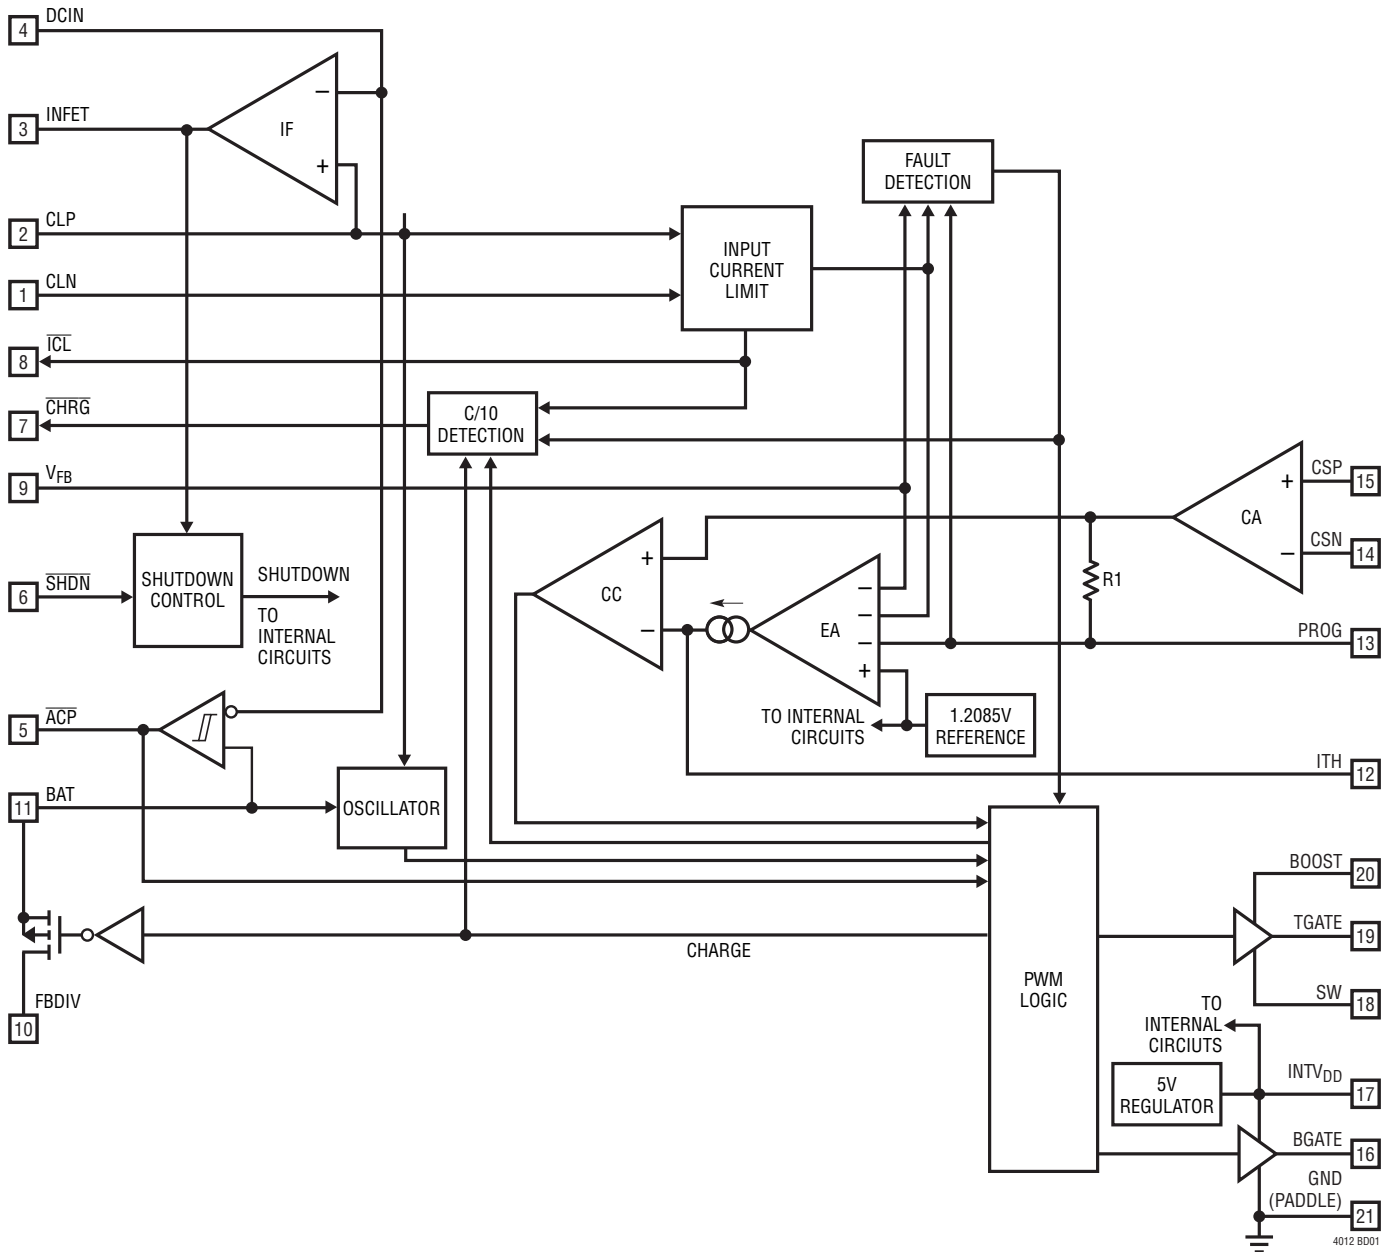 DCIN
4
INFET
3
IF
−
+
CLP
2
CLN
1
ICL
8
CHRG
7
VFB
9
SHDN
6
ACP
5
BAT
11
FBDIV
10
FAULT
DETECTION
INPUT
CURRENT
LIMIT
C/10
DETECTION
SHUTDOWN
CONTROL
SHUTDOWN
TO
INTERNAL
CIRCUITS
OSCILLATOR
CC
+
−
EA
−
−
−
+
TO INTERNAL
CIRCUITS
1.2085V
REFERENCE
CA
+
−
R1
CSP
15
CSN
14
PROG
13
ITH
12
CHARGE
PWM
LOGIC
BOOST
20
TGATE
19
SW
18
TO
INTERNAL
CIRCIUTS
5V
REGULATOR
INTVDD
17
BGATE
16
GND
(PADDLE)
21
4012 BD01